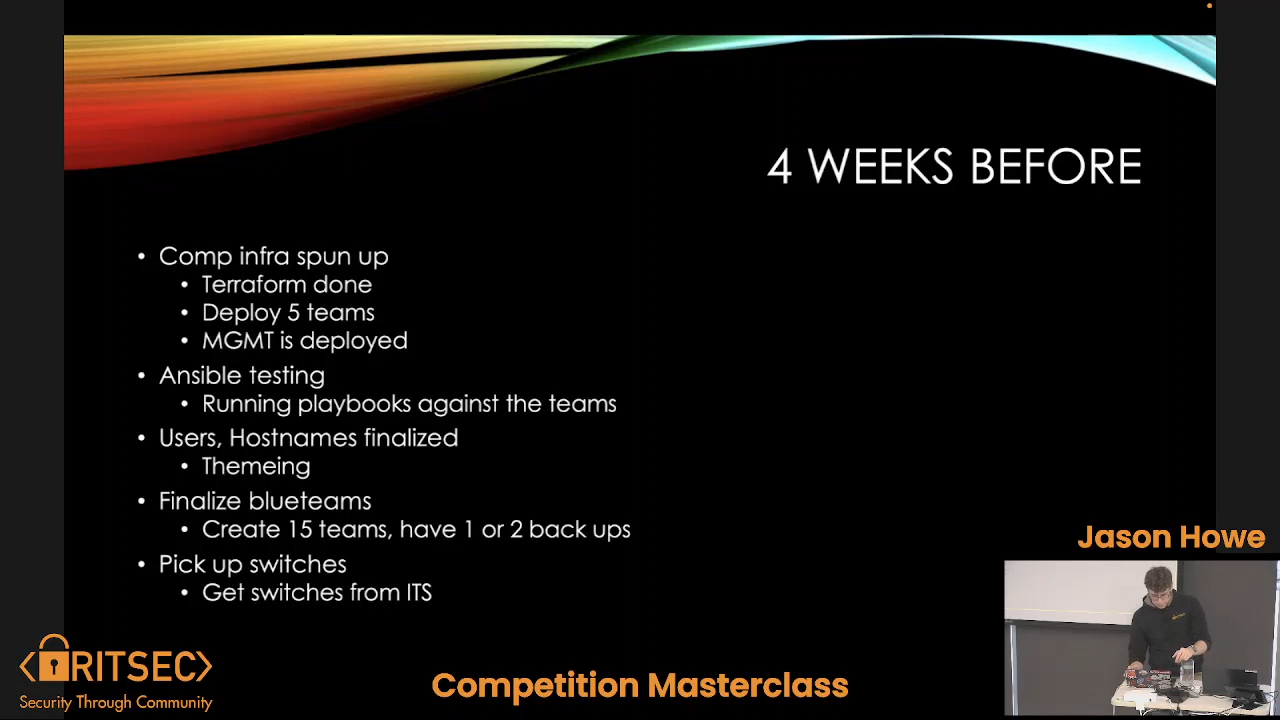 4 WEEKS BEFORE
• Comp infra spun up
• Terraform done
• Deploy 5 teams
• MGMT is deployed
• Ansible testing
• Running playbooks against the teams
• Users, Hostnames finalized
• Themeing
• Finalize blueteams
• Create 15 teams, have 1 or 2 back ups
• Pick up switches
• Get switches from ITS
Jason Howe
<RITSEC>
Security Through Community
Competition Masterclass